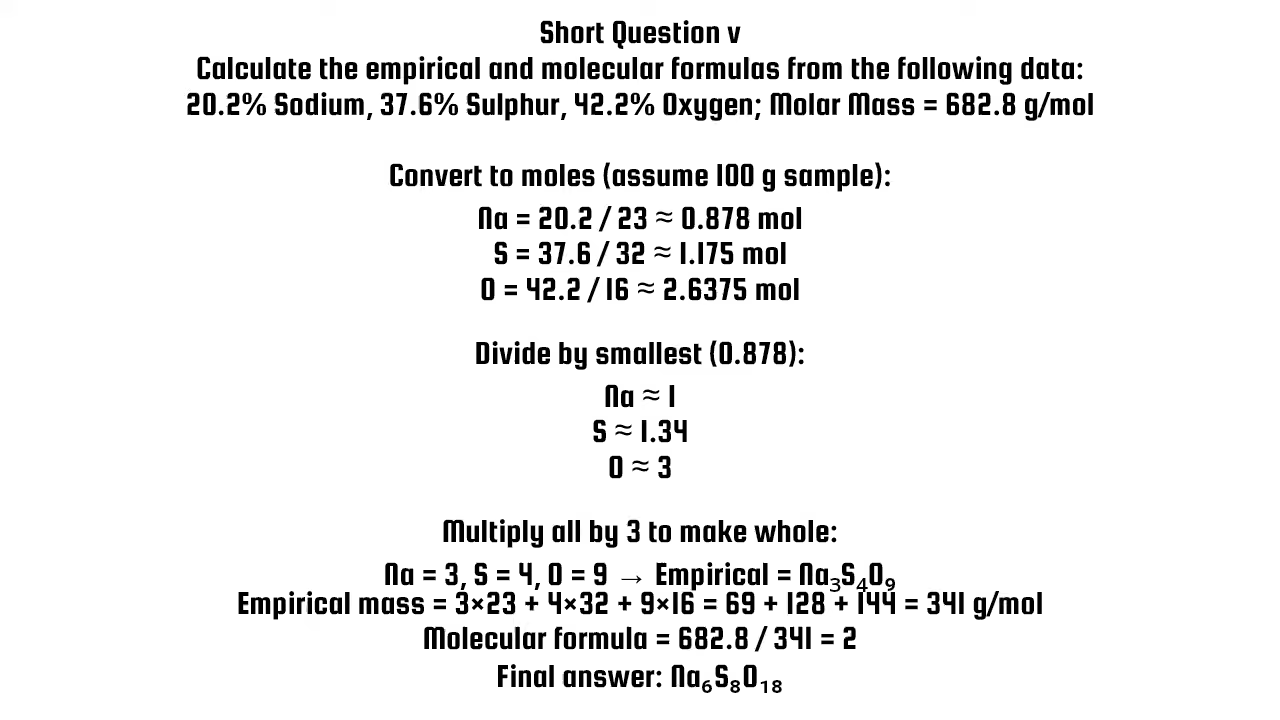 Short Question v
Calculate the empirical and molecular formulas from the following data:
20.2% Sodium, 37.6% Sulphur, 42.2% Oxygen; Molar Mass = 682.8 g/mol
Convert to moles (assume 100 g sample):
Na = 20.2 / 23 ≈ 0.878 mol
S = 37.6 / 32 ≈ 1.175 mol
O = 42.2 / 16 ≈ 2.6375 mol
Divide by smallest (0.878):
Na ≈ 1
S ≈ 1.34
O ≈ 3
Multiply all by 3 to make whole:
Na = 3, S = 4, O = 9 → Empirical = Na₃S₄O₉
Empirical mass = 3×23 + 4×32 + 9×16 = 69 + 128 + 144 = 341 g/mol
Molecular formula = 682.8 / 341 = 2
Final answer: Na₆S₈O₁₈